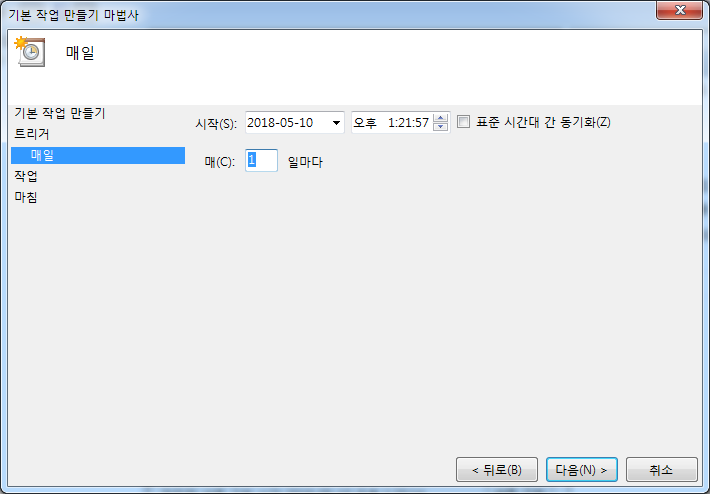 기본 작업 만들기 마법사
매일
기본 작업 만들기
시작(S): 2018-05-10 오후 1:21:57 표준 시간대 간 동기화(Z)
트리거
매일
매(C): 1 일마다
작업
마침
< 뒤로(B) 다음(N) > 취소